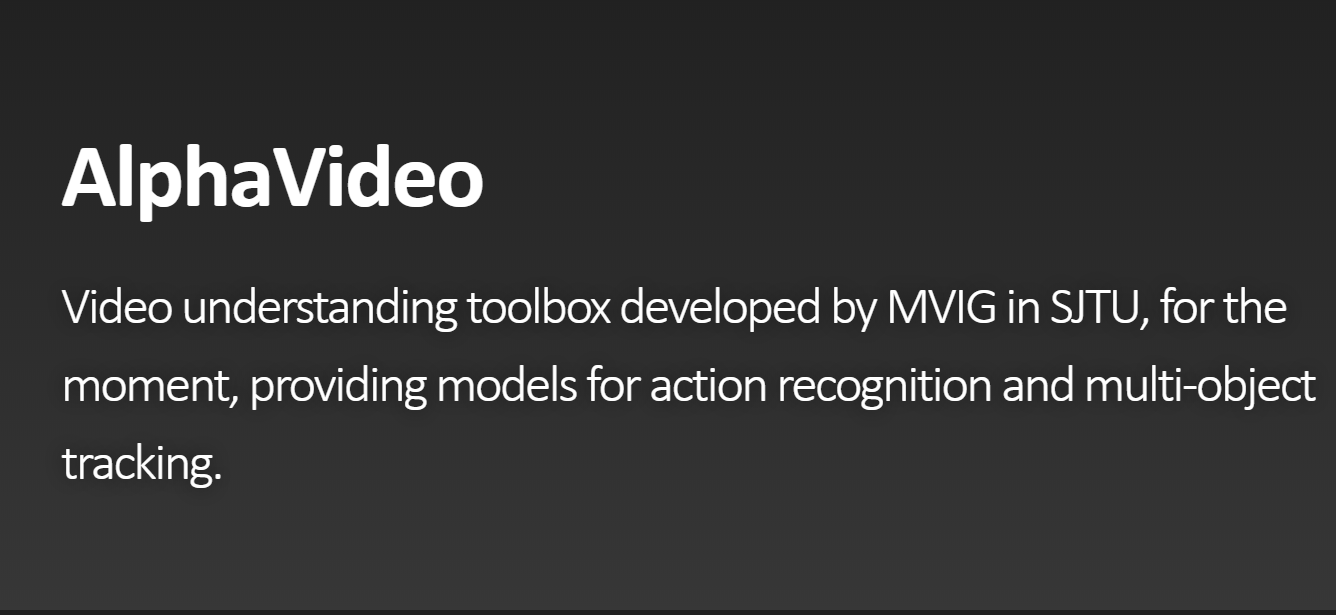 AlphaVideo
Video understanding toolbox developed by MVIG in SJTU, for the
moment, providing models for action recognition and multi-object
tracking.